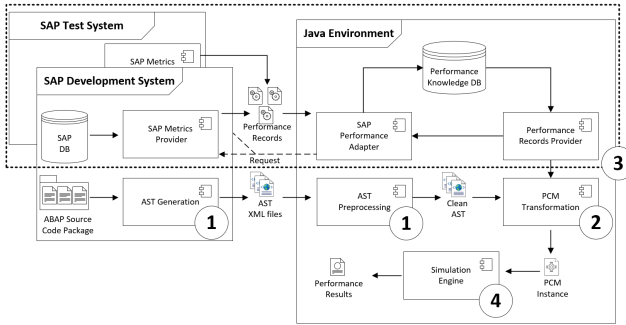 SAP Test System
SAP Metrics
SAP Development System
SAP
DB
SAP Metrics
Provider
Performance
Records
Request
Java Environment
Performance
Knowledge DB
SAP
Performance
Adapter
Performance
Records Provider
3
ABAP Source
Code Package
AST Generation
1
AST
XML files
AST
Preprocessing
1
Clean
AST
PCM
Transformation
2
Performance
Results
Simulation
Engine
4
PCM
Instance